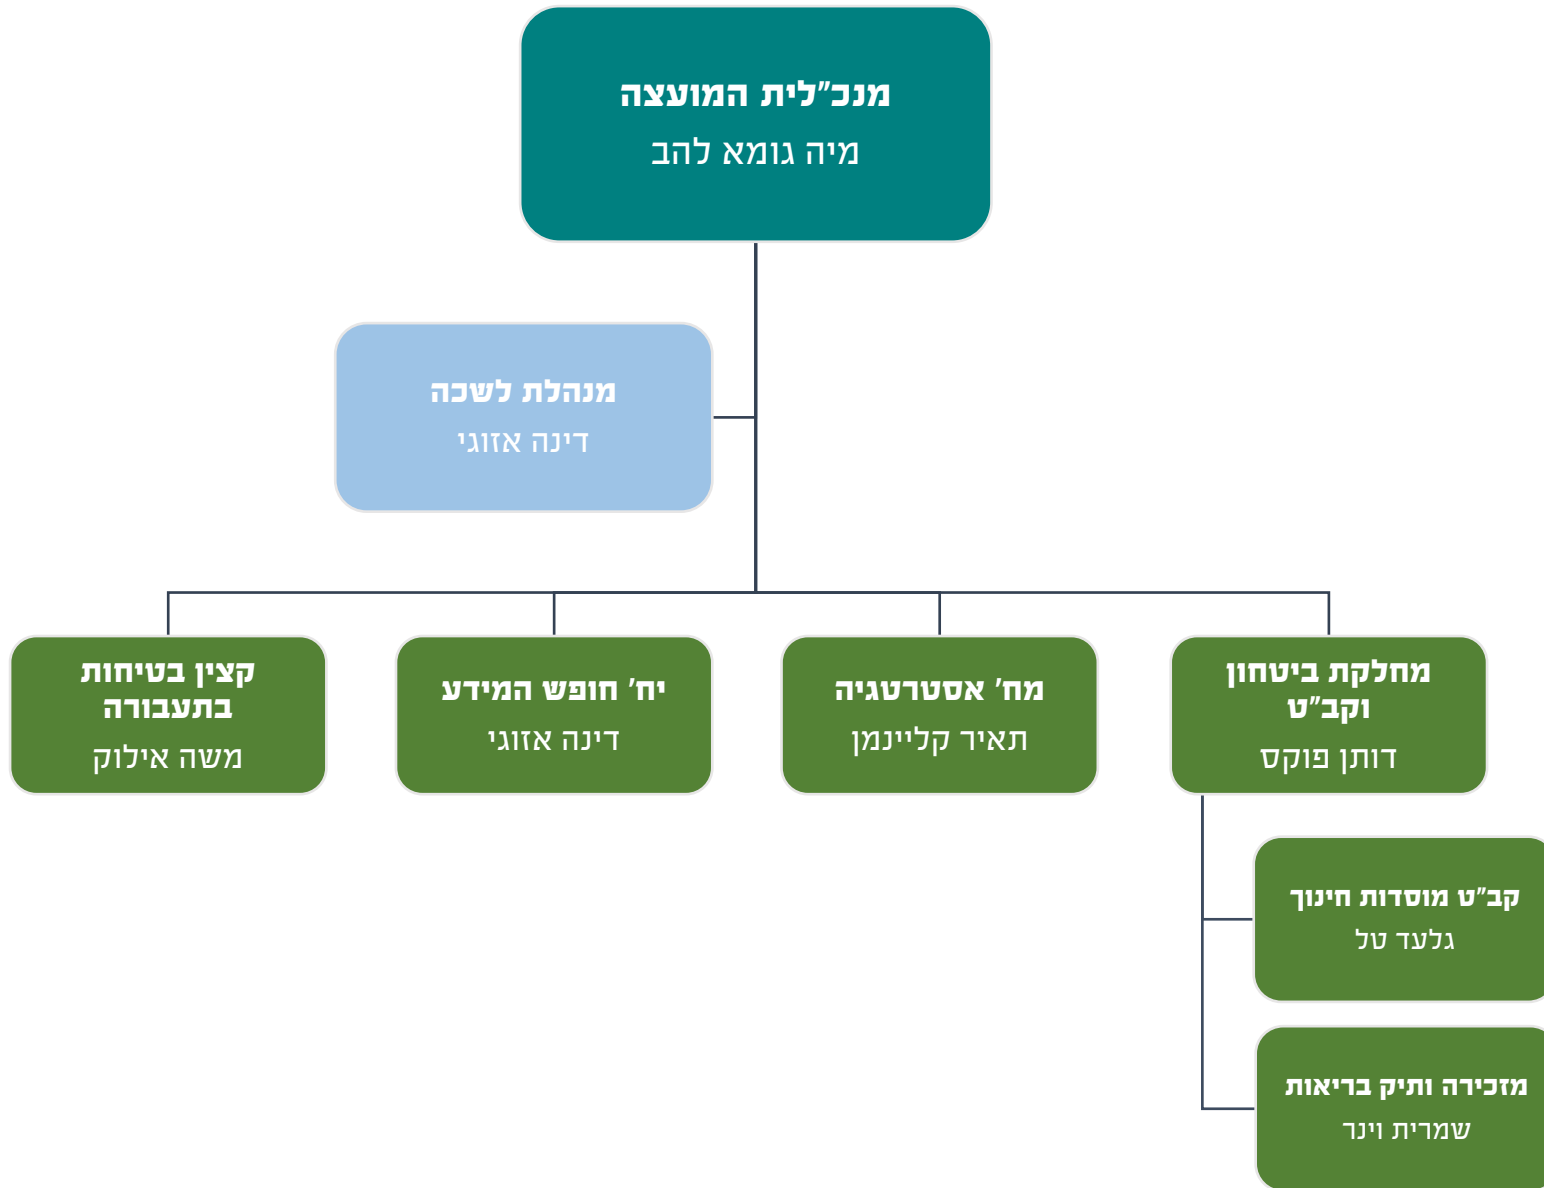 מנכ"לית המועצה
מיה גומא להב
מנהלת לשכה
דינה אזוגי
מחלקת ביטחון
וקב"ט
דותן פוקס
מח' אסטרטגיה
תאיר קליינמן
יח' חופש המידע
דינה אזוגי
קצין בטיחות
בתעבורה
משה אילוק
קב"ט מוסדות חינוך
גלעד טל
מזכירה ותיק בריאות
שמרית וינר